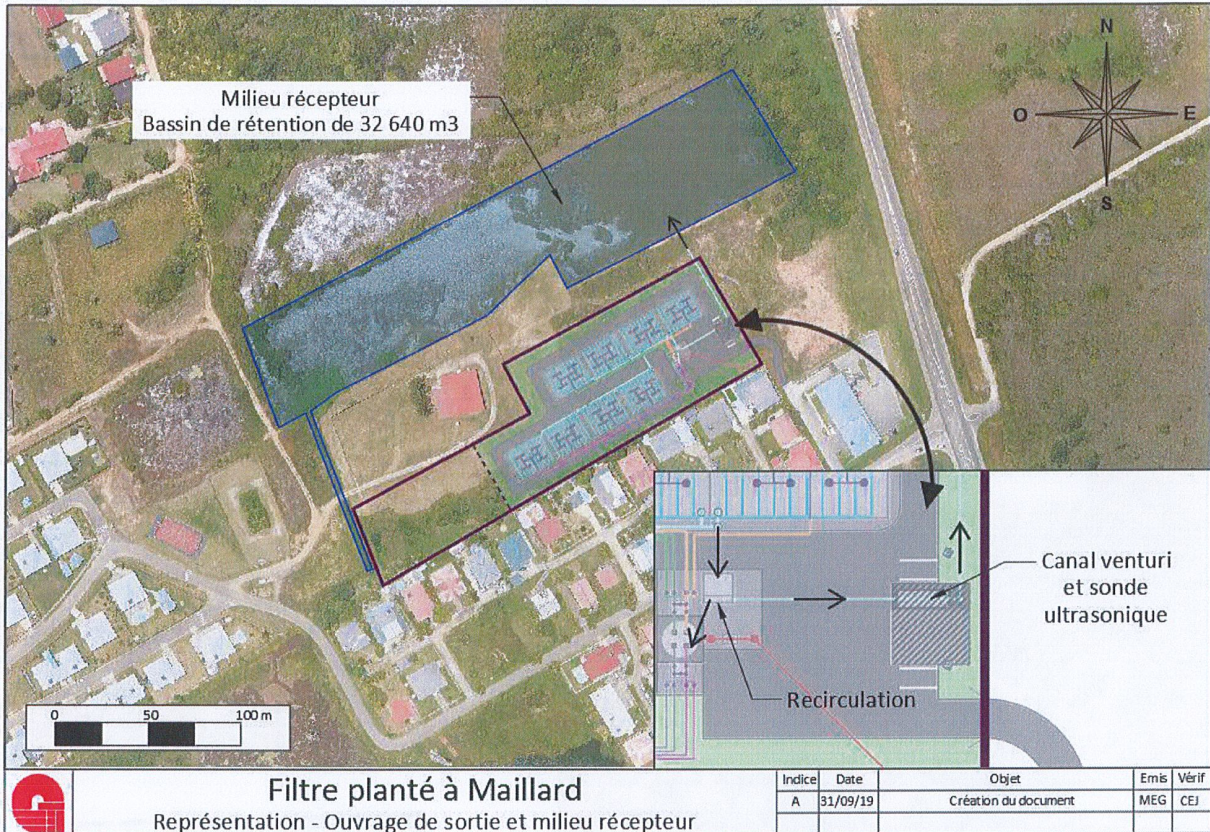 Milieu récepteur
Bassin de rétention de 32 640 m3
N
O
E
S
Canal venturi
et sonde
ultrasonique
Recirculation
0 50 100 m
Filtre planté à Maillard
Représentation - Ouvrage de sortie et milieu récepteur
Indice Date Objet Emis Vérif
A 31/09/19 Création du document MEG CEJ